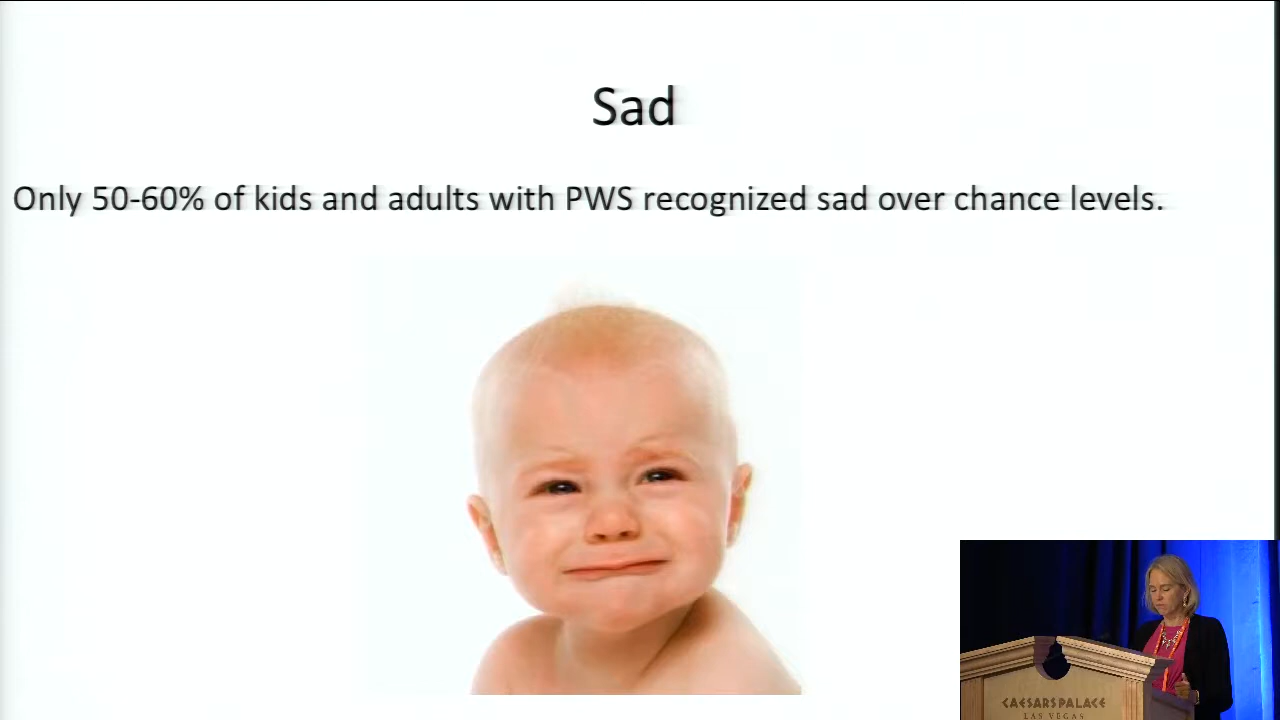 Sad
Only 50-60% of kids and adults with PWS recognized sad over chance levels.
CAESARS PALACE
LAS VEGAS